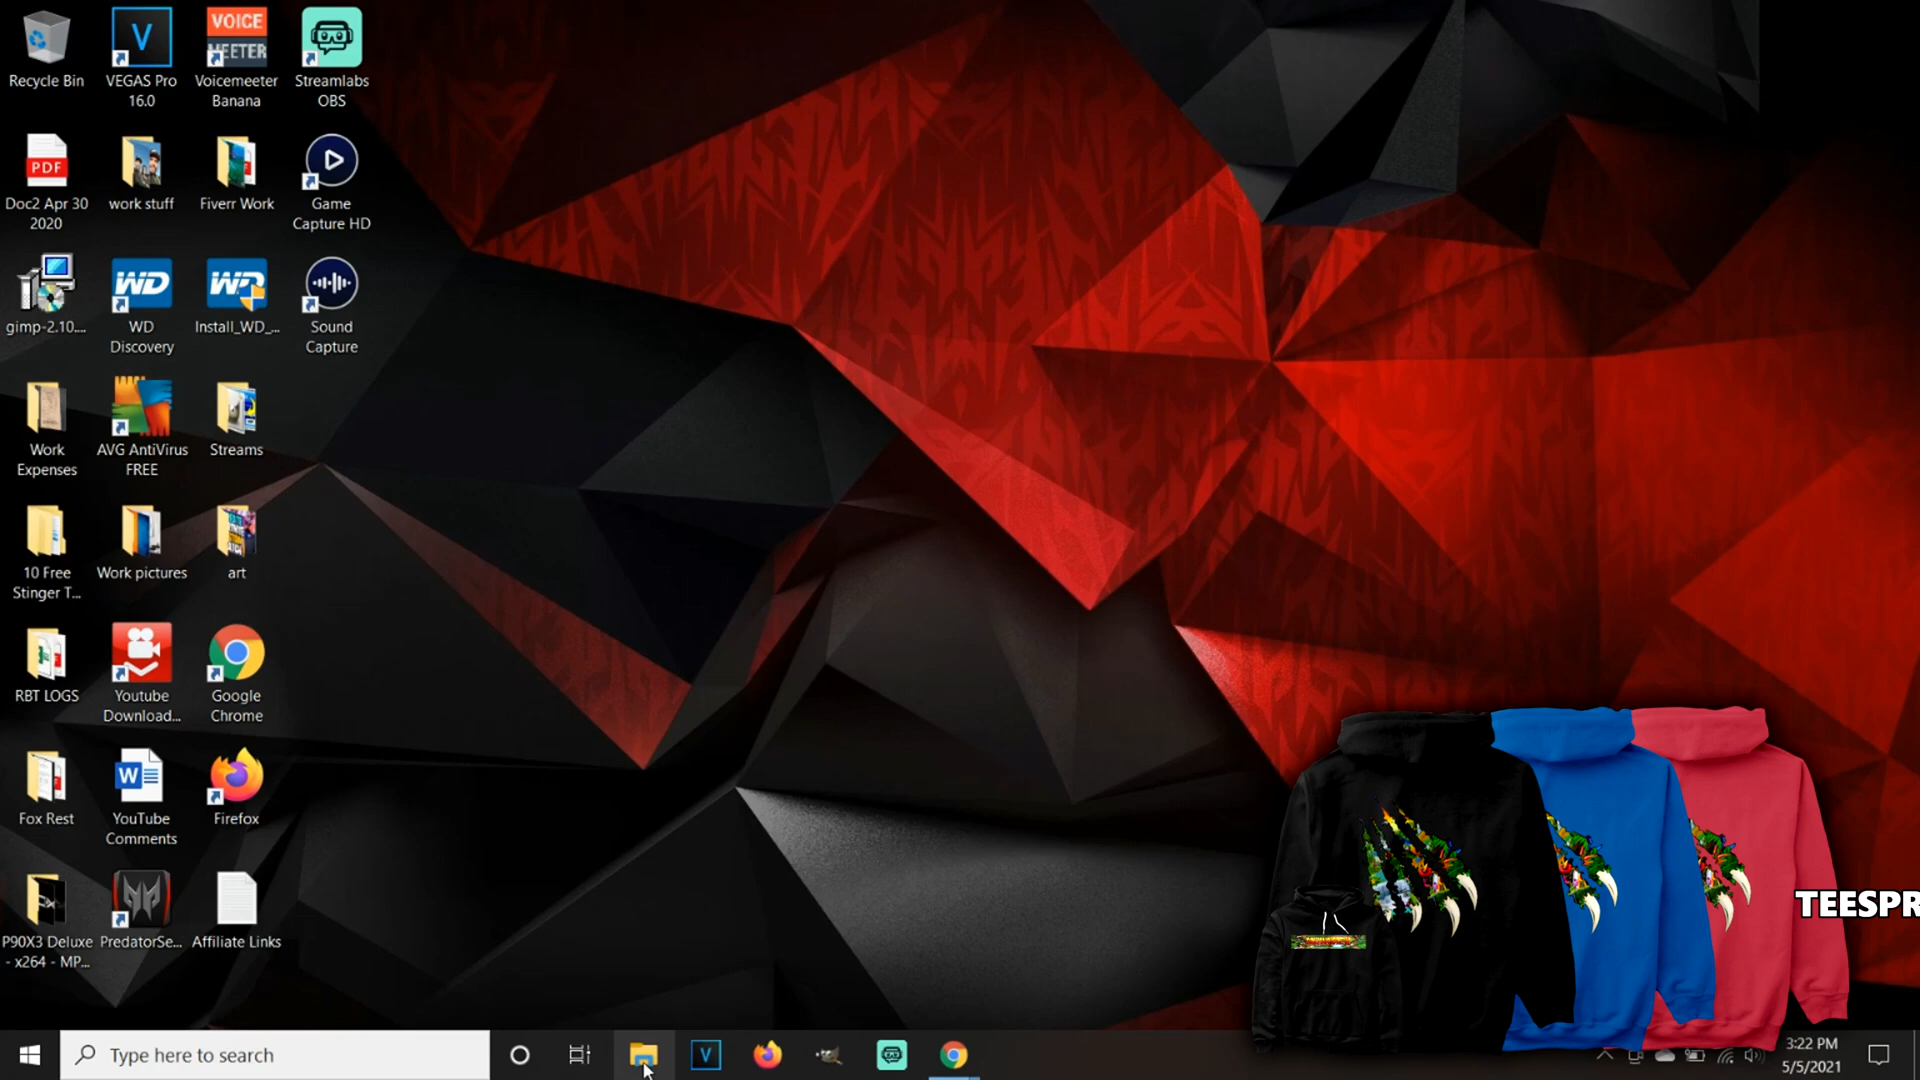 Recycle Bin
VEGAS Pro
16.0
VOICE
MEETER
Voicemeeter
Banana
Streamlabs
OBS
PDF
Doc2 Apr 30
2020
work stuff
Fiverr Work
Game
Capture HD
gimp-2.10....
WD
WD
Discovery
WD
Install_WD_...
Sound
Capture
Work
Expenses
AVG AntiVirus
FREE
Streams
10 Free
Stinger T...
Work pictures
art
RBT LOGS
Youtube
Download...
Google
Chrome
Fox Rest
W
YouTube
Comments
Firefox
P90X3 Deluxe
- x264 - MP...
PredatorSe...
Affiliate Links
TEESPR
Type here to search
V
3:22 PM
5/5/2021